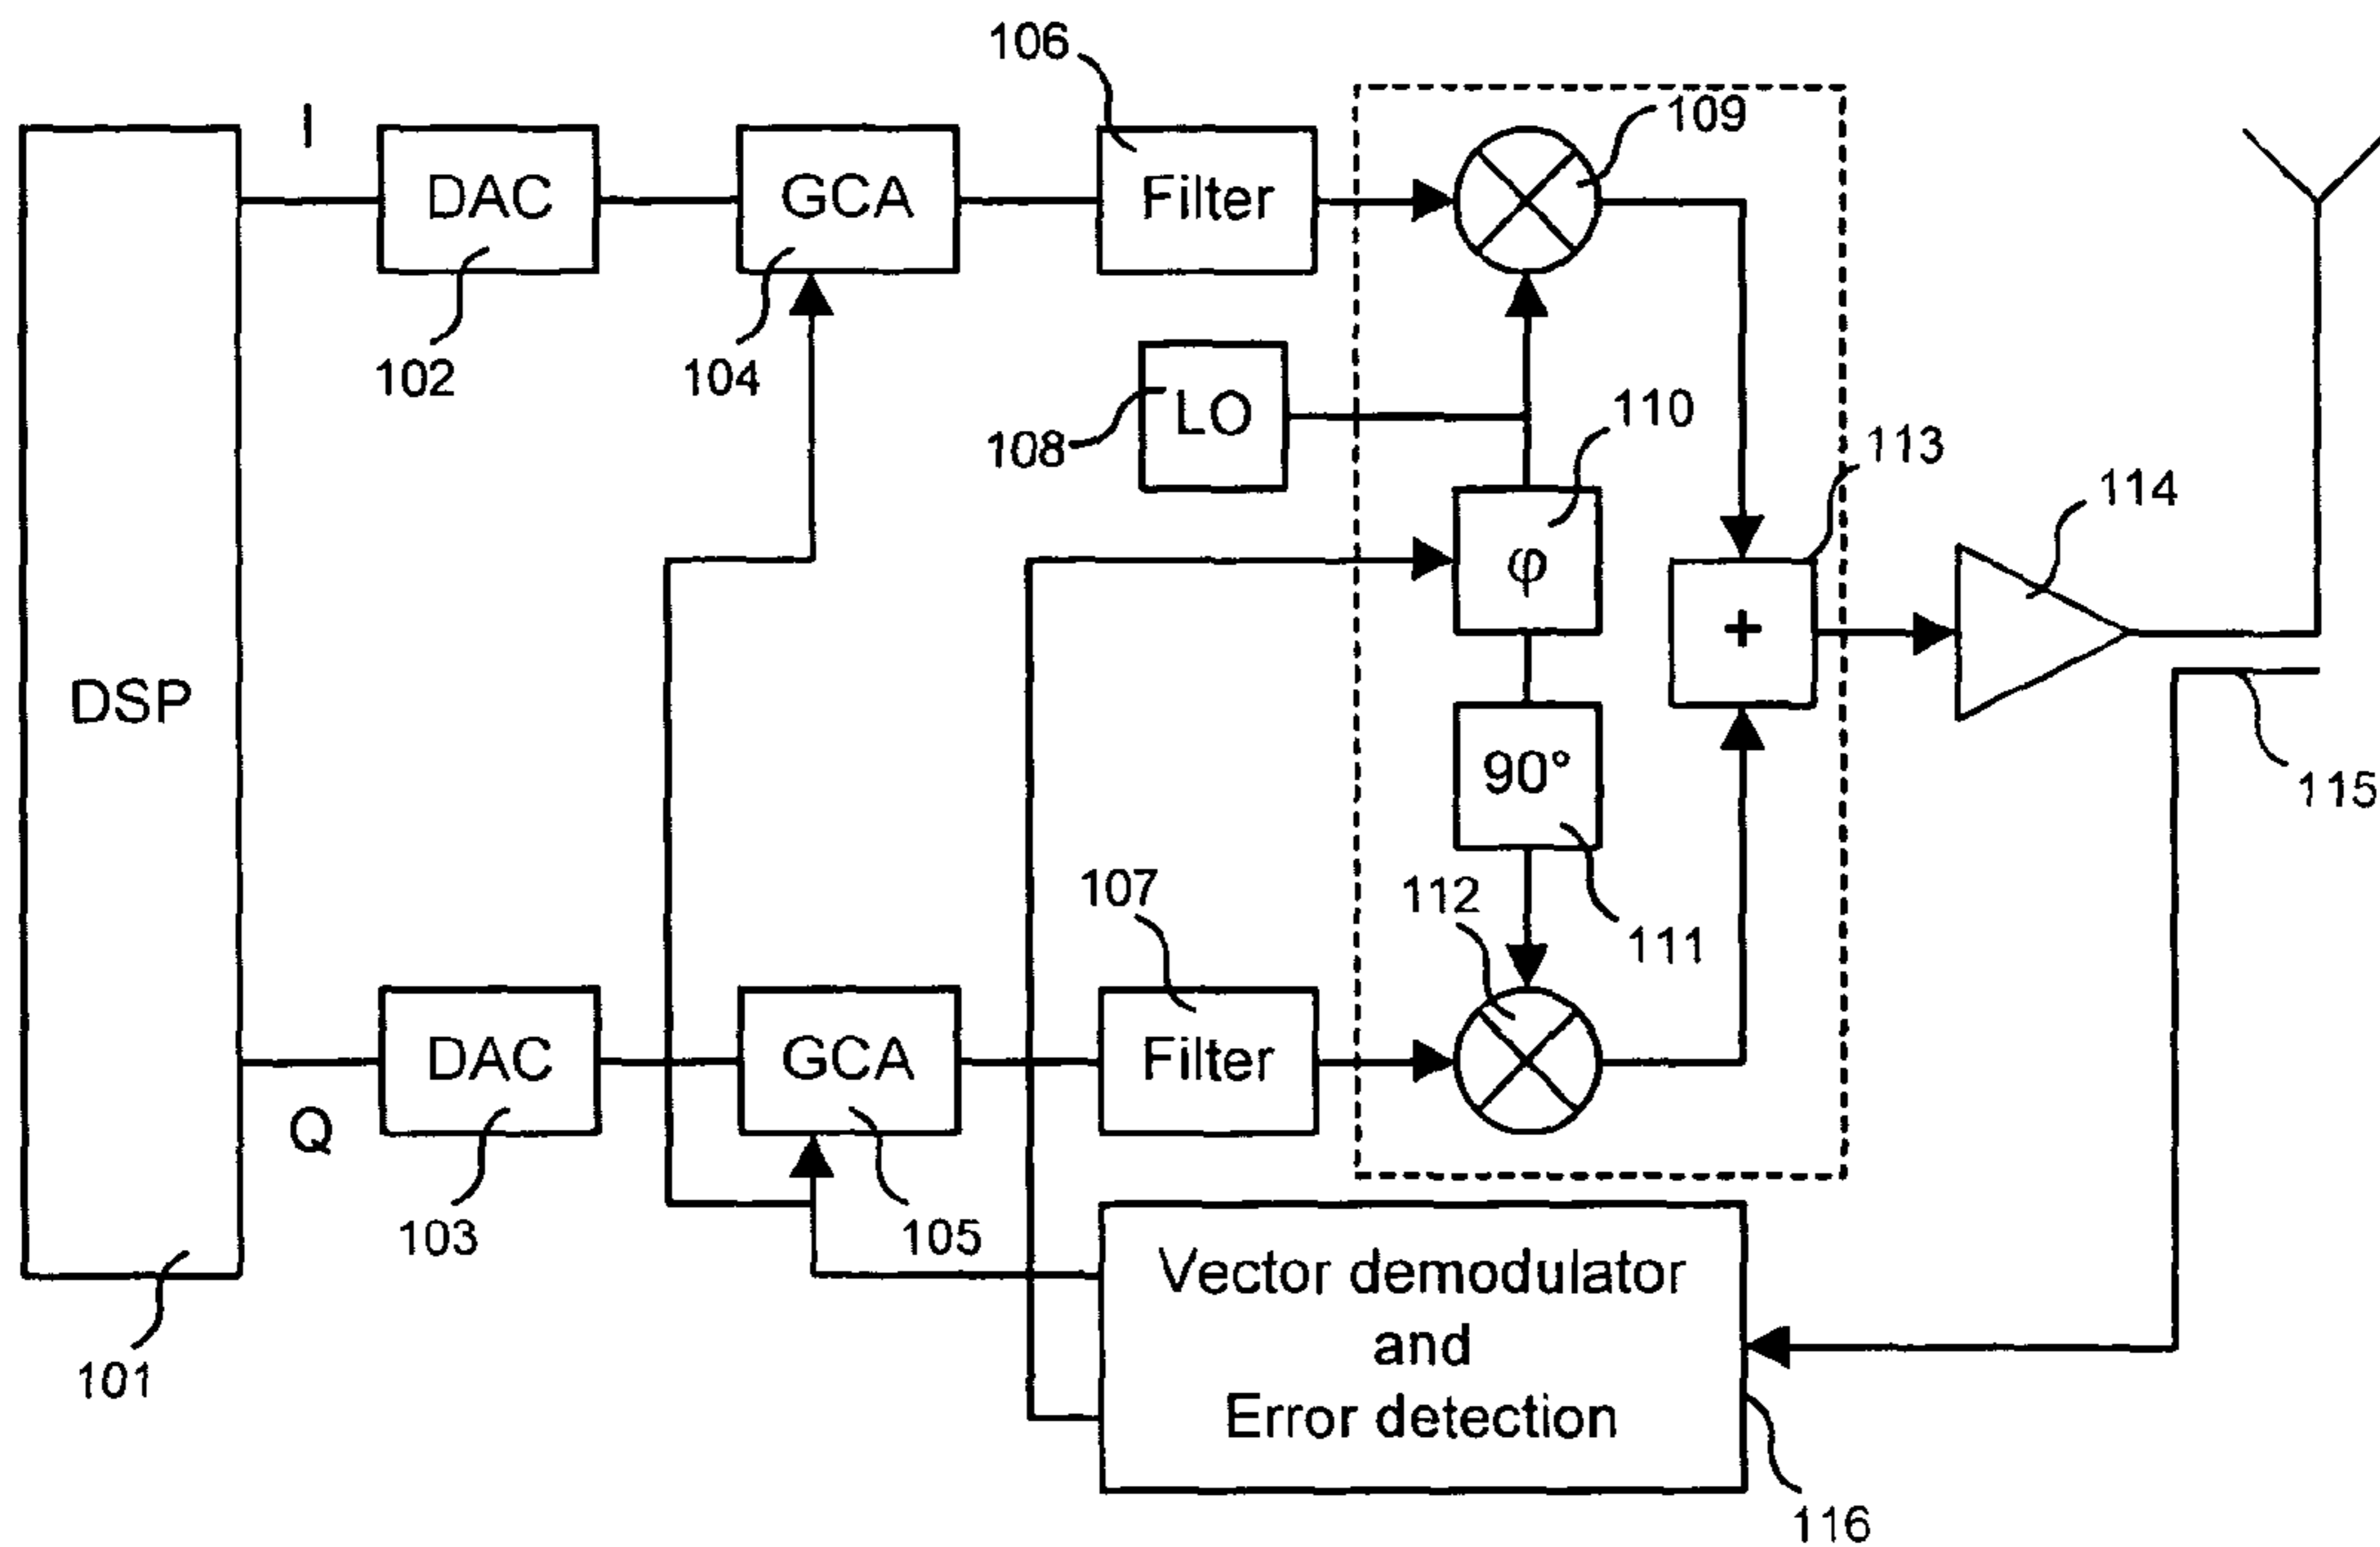 106
I
109
DAC
GCA
Filter
102
104
108
LO
110
113
114
φ
+
DSP
90°
115
107
112
111
DAC
GCA
Filter
Q
103
105
Vector demodulator
and
Error detection
101
116